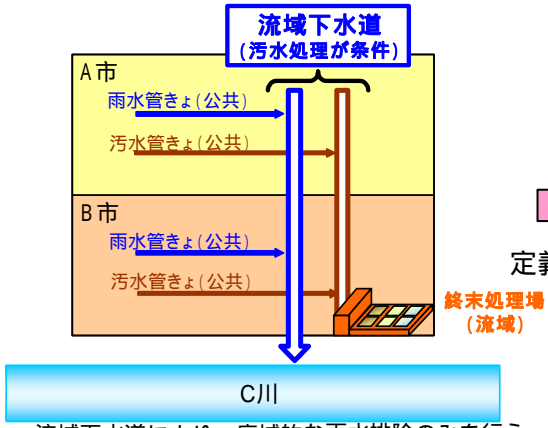 流域下水道
(汚水処理が条件)
A市
雨水管きょ(公共)
汚水管きょ(公共)
B市
雨水管きょ(公共)
汚水管きょ(公共)
定義
終末処理場
(流域)
C川